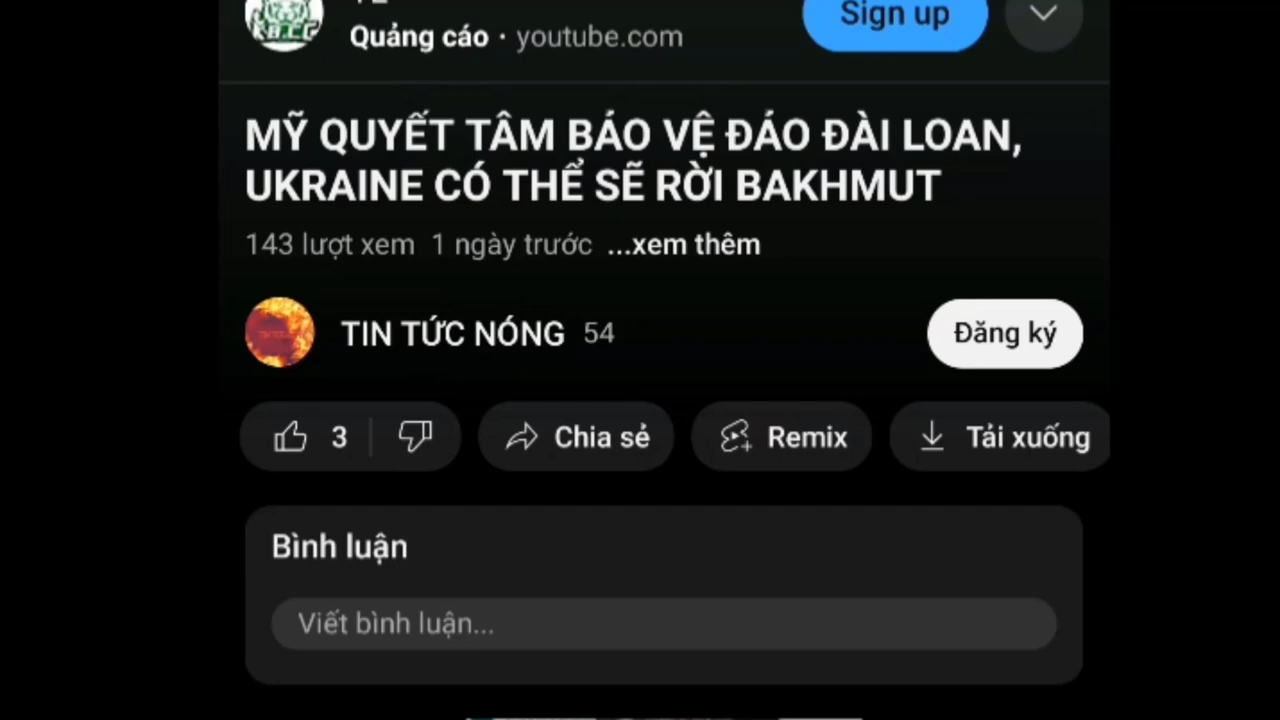 Sign up
Quảng cáo · youtube.com
MỸ QUYẾT TÂM BẢO VỆ ĐẢO ĐÀI LOAN,
UKRAINE CÓ THỂ SẼ RỜI BAKHMUT
143 lượt xem 1 ngày trước ...xem thêm
TIN TỨC NÓNG 54
Đăng ký
3 Chia sẻ Remix Tải xuống
Bình luận
Viết bình luận...